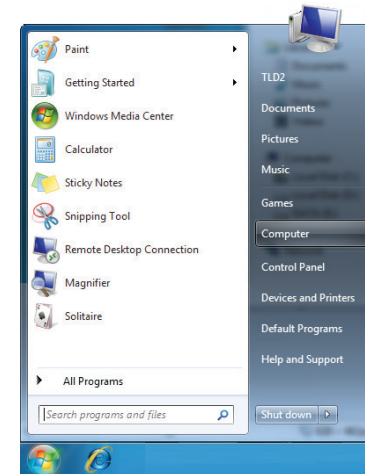 Paint
Getting Started
Windows Media Center
Calculator
Sticky Notes
Snipping Tool
Remote Desktop Connection
Magnifier
Solitaire
All Programs
Search programs and files
TLD2
Documents
Pictures
Music
Games
Computer
Control Panel
Devices and Printers
Default Programs
Help and Support
Shut down